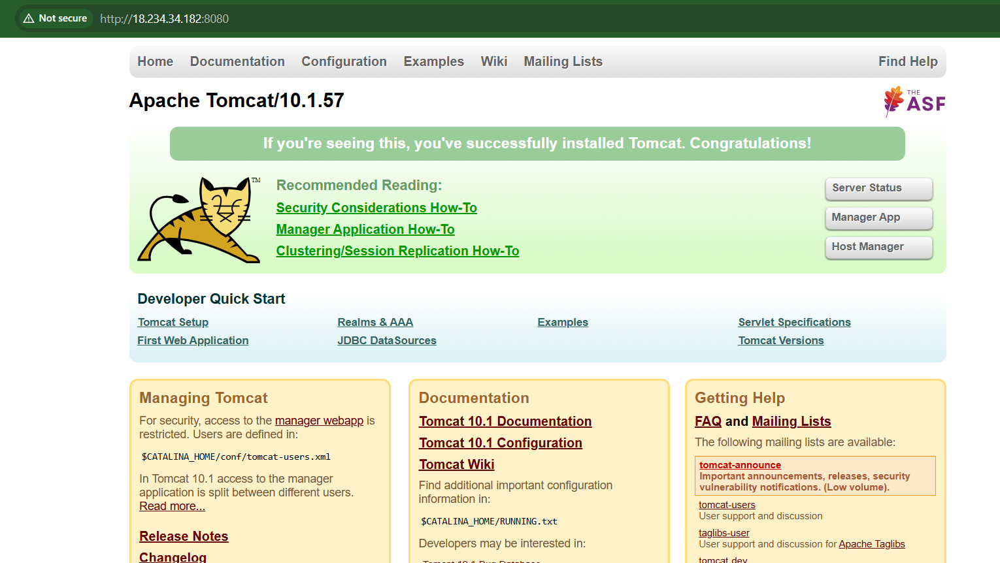 Not secure
http://18.234.34.182:8080
Home Documentation Configuration Examples Wiki Mailing Lists Find Help
Apache Tomcat/10.1.57
THE
ASF
If you're seeing this, you've successfully installed Tomcat. Congratulations!
TM
Recommended Reading:
Security Considerations How-To
Manager Application How-To
Clustering/Session Replication How-To
Server Status
Manager App
Host Manager
Developer Quick Start
Tomcat Setup
First Web Application
Realms & AAA
JDBC DataSources
Examples
Servlet Specifications
Tomcat Versions
Managing Tomcat
For security, access to the manager webapp is
restricted. Users are defined in:
$CATALINA_HOME/conf/tomcat-users.xml
In Tomcat 10.1 access to the manager
application is split between different users.
Read more...
Release Notes
Changelog
Documentation
Tomcat 10.1 Documentation
Tomcat 10.1 Configuration
Tomcat Wiki
Find additional important configuration
information in:
$CATALINA_HOME/RUNNING.txt
Developers may be interested in:
Tomcat 10.1 Bug Database
Getting Help
FAQ and Mailing Lists
The following mailing lists are available:
tomcat-announce
Important announcements, releases, security
vulnerability notifications. (Low volume).
tomcat-users
User support and discussion
taglibs-user
User support and discussion for Apache Taglibs
tomcat-dev